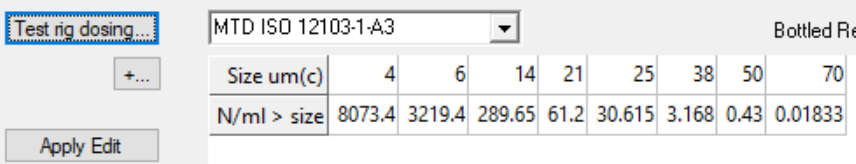 Test rig dosing... MTD ISO 12103-1-A3 Bottled Re
+... Size um(c) 4 6 14 21 25 38 50 70
N/ml > size 8073.4 3219.4 289.65 61.2 30.615 3.168 0.43 0.01833
Apply Edit